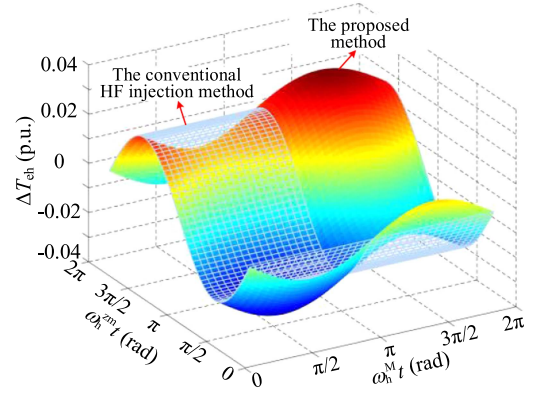 The proposed
method
The conventional
HF injection method
ΔT_eh (p.u.)
0.04
0.02
0
-0.02
-0.04
2π
3π/2
π
π/2
0
ω_h^zm t (rad)
0
π/2
π
3π/2
2π
ω_h^M t (rad)